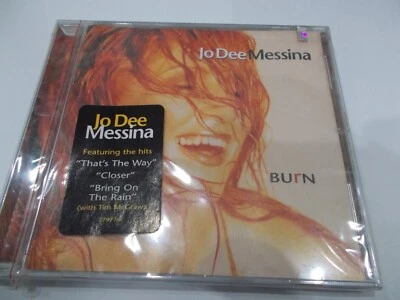 Jo Dee Messina
Jo Dee
Messina
Featuring the hits
"That's The Way"
"Closer"
"Bring On
The Rain"
(with Tim McGraw)
BURN